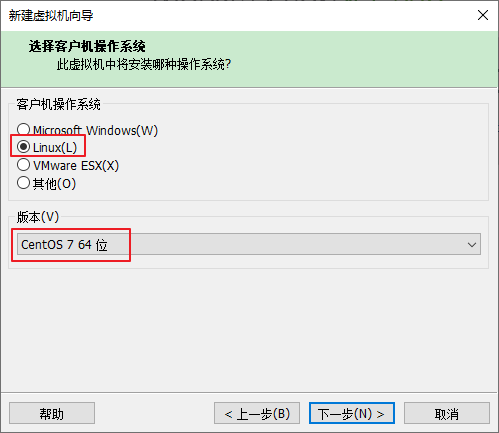 新建虚拟机向导
选择客户机操作系统
此虚拟机中将安装哪种操作系统?
客户机操作系统
Microsoft Windows(W)
Linux(L)
VMware ESX(X)
其他(O)
版本(V)
CentOS 7 64 位
帮助
< 上一步(B)
下一步(N) >
取消